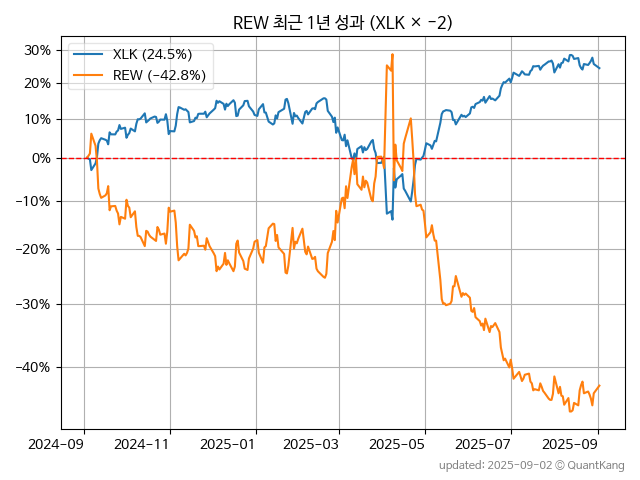 REW 최근 1년 성과 (XLK × −2)
XLK (24.5%)
REW (−42.8%)
30%
20%
10%
0%
−10%
−20%
−30%
−40%
2024−09 2024−11 2025−01 2025−03 2025−05 2025−07 2025−09
updated: 2025-09-02 © QuantKang